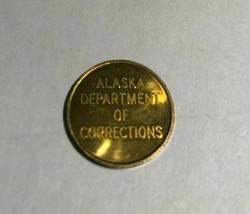 ALASKA
DEPARTMENT
OF
CORRECTIONS